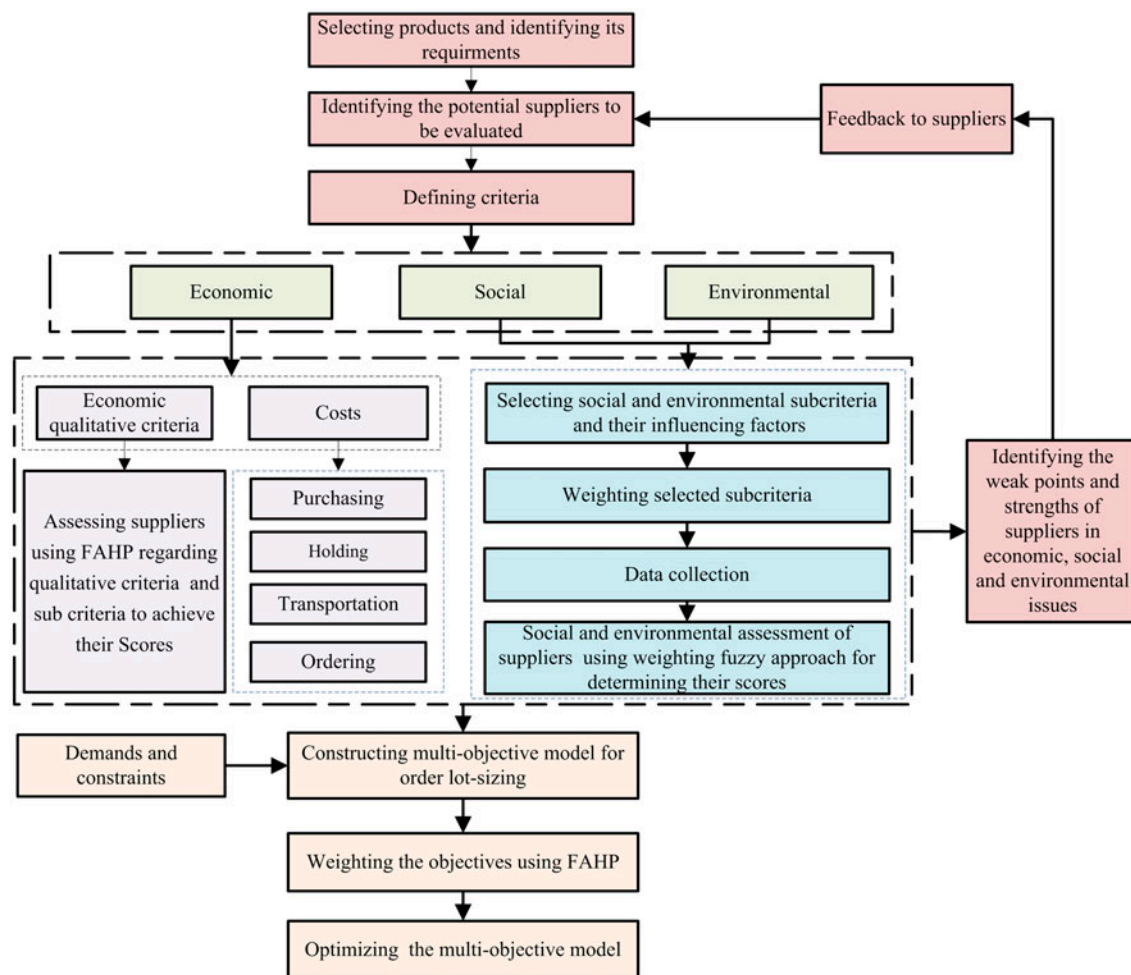 Selecting products and identifying its
requirments
Identifying the potential suppliers to
be evaluated
Feedback to suppliers
Defining criteria
Economic
Social
Environmental
Economic
qualitative criteria
Costs
Assessing suppliers
using FAHP regarding
qualitative criteria and
sub criteria to achieve
their Scores
Purchasing
Holding
Transportation
Ordering
Selecting social and environmental subcriteria
and their influencing factors
Weighting selected subcriteria
Data collection
Social and environmental assessment of
suppliers using weighting fuzzy approach for
determining their scores
Identifying the
weak points and
strengths of
suppliers in
economic, social
and environmental
issues
Demands and
constraints
Constructing multi-objective model for
order lot-sizing
Weighting the objectives using FAHP
Optimizing the multi-objective model